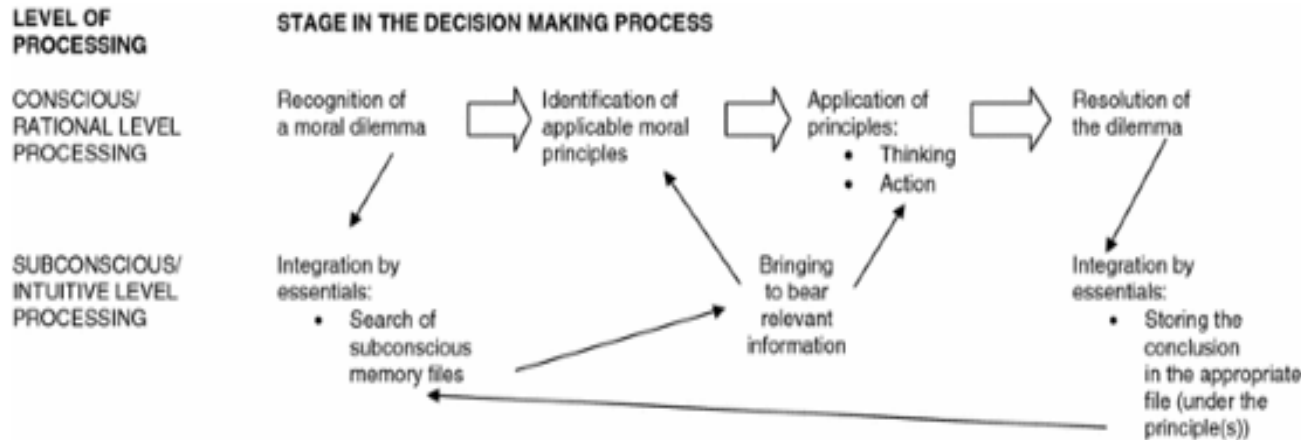 LEVEL OF
PROCESSING
STAGE IN THE DECISION MAKING PROCESS
CONSCIOUS/
RATIONAL LEVEL
PROCESSING
Recognition of
a moral dilemma
Identification of
applicable moral
principles
Application of
principles:
• Thinking
• Action
Resolution of
the dilemma
SUBCONSCIOUS/
INTUITIVE LEVEL
PROCESSING
Integration by
essentials:
• Search of
subconscious
memory files
Bringing
to bear
relevant
information
Integration by
essentials:
• Storing the
conclusion
in the appropriate
file (under the
principle(s))